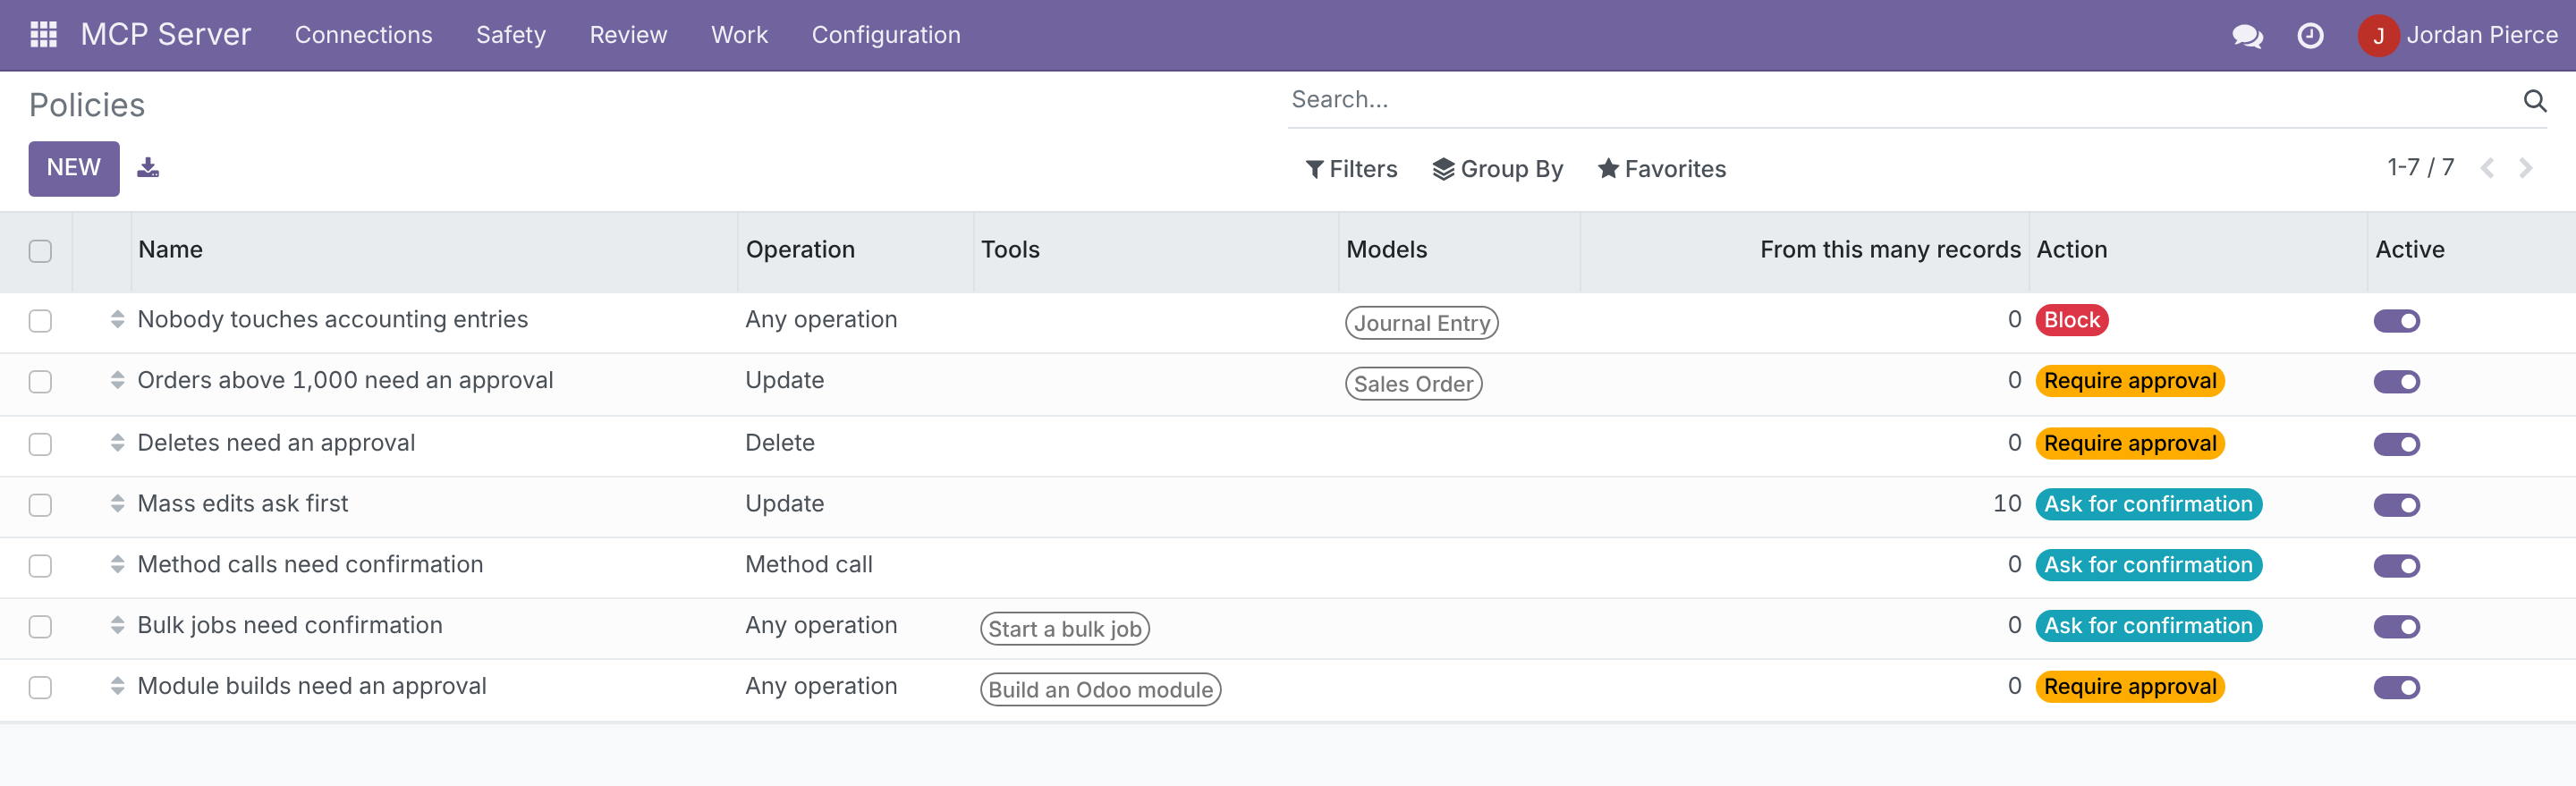 MCP Server Connections Safety Review Work Configuration J Jordan Pierce
Policies Search...
NEW Filters Group By Favorites 1-7 / 7
Name Operation Tools Models From this many records Action Active
Nobody touches accounting entries Any operation Journal Entry 0 Block
Orders above 1,000 need an approval Update Sales Order 0 Require approval
Deletes need an approval Delete 0 Require approval
Mass edits ask first Update 10 Ask for confirmation
Method calls need confirmation Method call 0 Ask for confirmation
Bulk jobs need confirmation Any operation Start a bulk job 0 Ask for confirmation
Module builds need an approval Any operation Build an Odoo module 0 Require approval